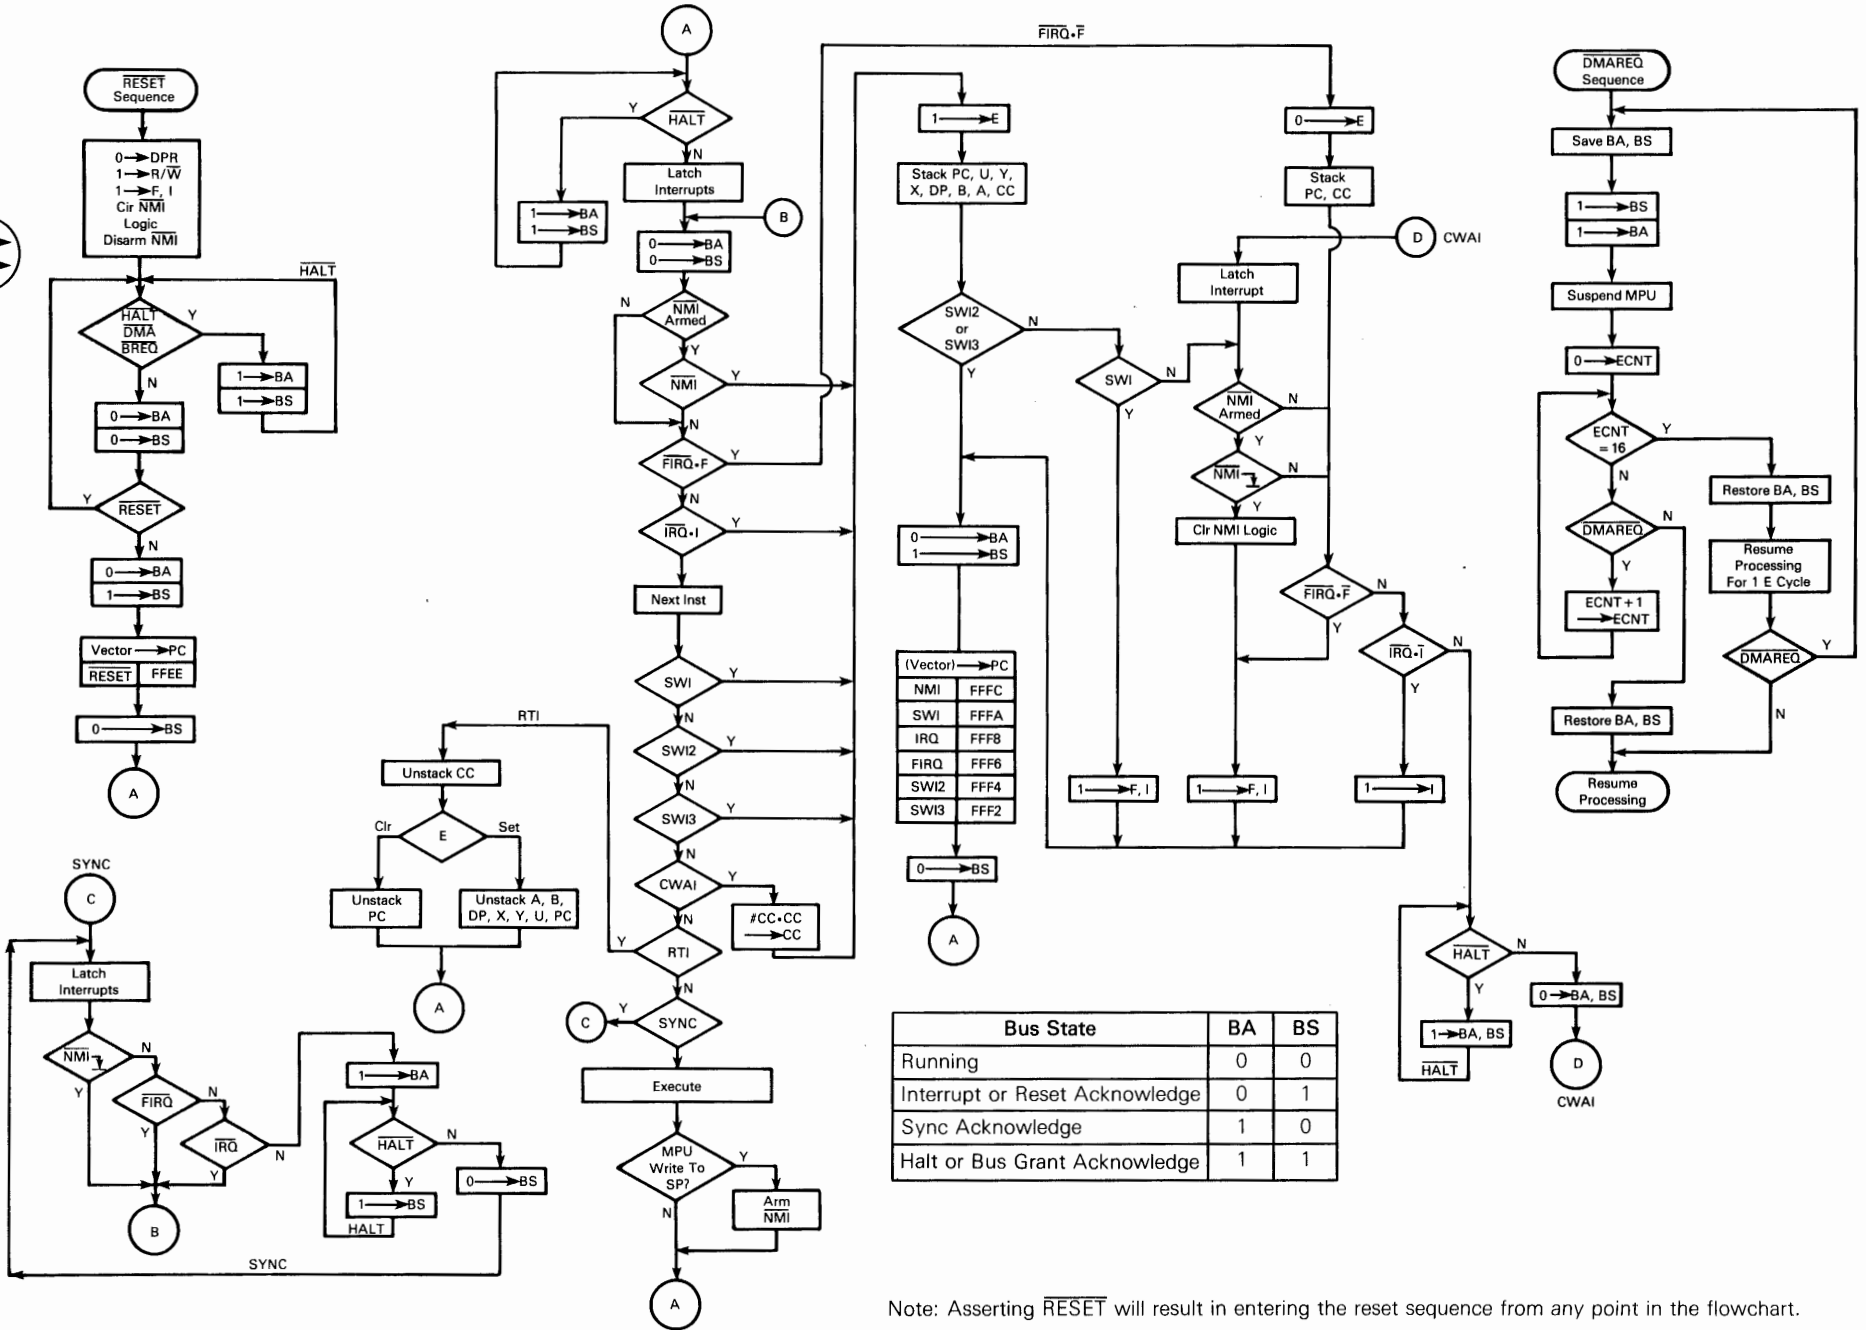 RESET
Sequence
0→DPR
1→R/W
1→F, I
Cir NMI
Logic
Disarm NMI
HALT
HALT
DMA
BREQ
Y
N
1→BA
1→BS
0→BA
0→BS
RESET
Y
N
0→BA
1→BS
Vector→PC
RESET FFEE
0→BS
A
SYNC
C
Latch
Interrupts
NMI
N
Y
FIRQ
N
Y
IRQ
N
Y
B
1→BA
HALT
N
Y
1→BS
HALT
0→BS
SYNC
RTI
Unstack CC
E
Clr
Set
Unstack
PC
Unstack A, B,
DP, X, Y, U, PC
A
A
HALT
Y
N
1→BA
1→BS
Latch
Interrupts
B
0→BA
0→BS
NMI
Armed
N
Y
NMI
Y
N
FIRQ•F
Y
N
IRQ•I
Y
Next Inst
SWI
Y
N
SWI2
Y
N
SWI3
Y
N
CWAI
Y
N
#CC•CC
→CC
RTI
Y
N
SYNC
Y
C
Execute
MPU
Write To
SP?
Y
N
Arm
NMI
A
FIRQ•F
1→E
Stack PC, U, Y,
X, DP, B, A, CC
SWI2
or
SWI3
N
Y
0→BA
1→BS
(Vector)→PC
NMI FFFC
SWI FFFA
IRQ FFF8
FIRQ FFF6
SWI2 FFF4
SWI3 FFF2
0→BS
A
SWI
N
Y
1→F, I
0→E
Stack
PC, CC
D CWAI
Latch
Interrupt
NMI
Armed
N
Y
NMI
N
Y
Clr NMI Logic
FIRQ•F
N
Y
IRQ•I
N
Y
1→F, I
1→I
HALT
N
Y
1→BA, BS
HALT
0→BA, BS
D
CWAI
DMAREQ
Sequence
Save BA, BS
1→BS
1→BA
Suspend MPU
0→ECNT
ECNT
= 16
Y
N
DMAREQ
N
Y
ECNT + 1
→ECNT
Restore BA, BS
Resume
Processing
For 1 E Cycle
DMAREQ
Y
N
Restore BA, BS
Resume
Processing
Bus State BA BS
Running 0 0
Interrupt or Reset Acknowledge 0 1
Sync Acknowledge 1 0
Halt or Bus Grant Acknowledge 1 1
Note: Asserting RESET will result in entering the reset sequence from any point in the flowchart.